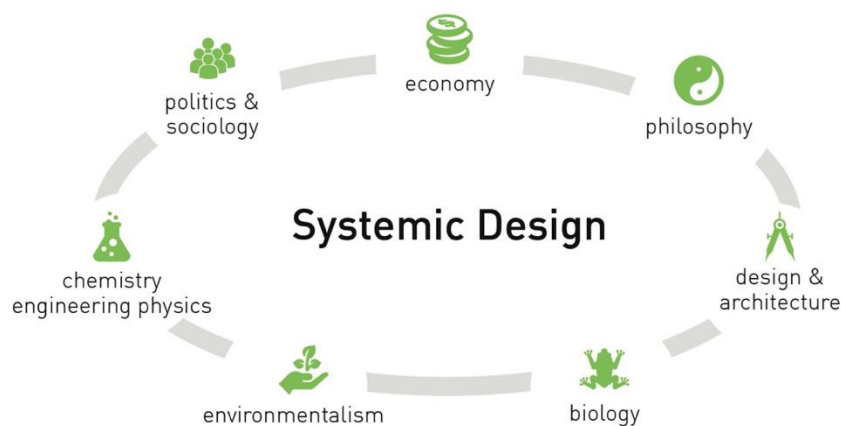 economy
politics &
sociology
philosophy
Systemic Design
chemistry
engineering physics
design &
architecture
environmentalism
biology